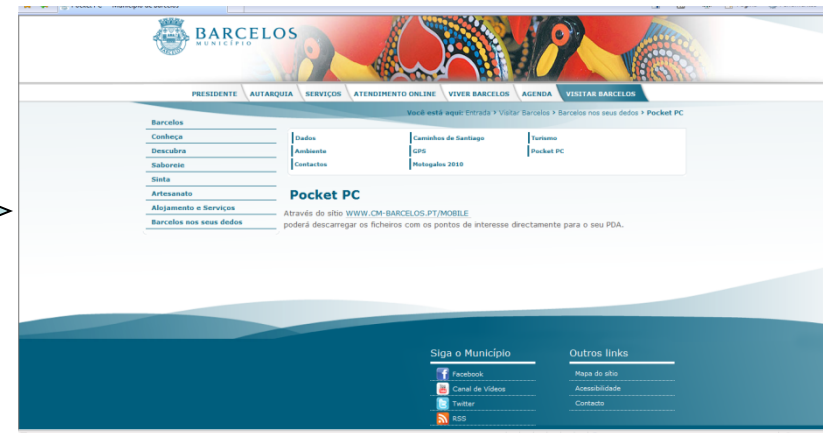 BARCELOS
MUNICÍPIO
PRESIDENTE AUTARQUIA SERVIÇOS ATENDIMENTO ONLINE VIVER BARCELOS AGENDA VISITAR BARCELOS
Você está aqui: Entrada › Visitar Barcelos › Barcelos nos seus dedos › Pocket PC
Barcelos
Conheça
Descubra
Saboreie
Sinta
Artesanato
Alojamento e Serviços
Barcelos nos seus dedos
Dados Caminhos de Santiago Turismo
Ambiente GPS Pocket PC
Contactos Motogalos 2010
Pocket PC
Através do sítio WWW.CM-BARCELOS.PT/MOBILE
poderá descarregar os ficheiros com os pontos de interesse directamente para o seu PDA.
Siga o Município
Facebook
Canal de Vídeos
Twitter
RSS
Outros links
Mapa do sítio
Acessibilidade
Contacto